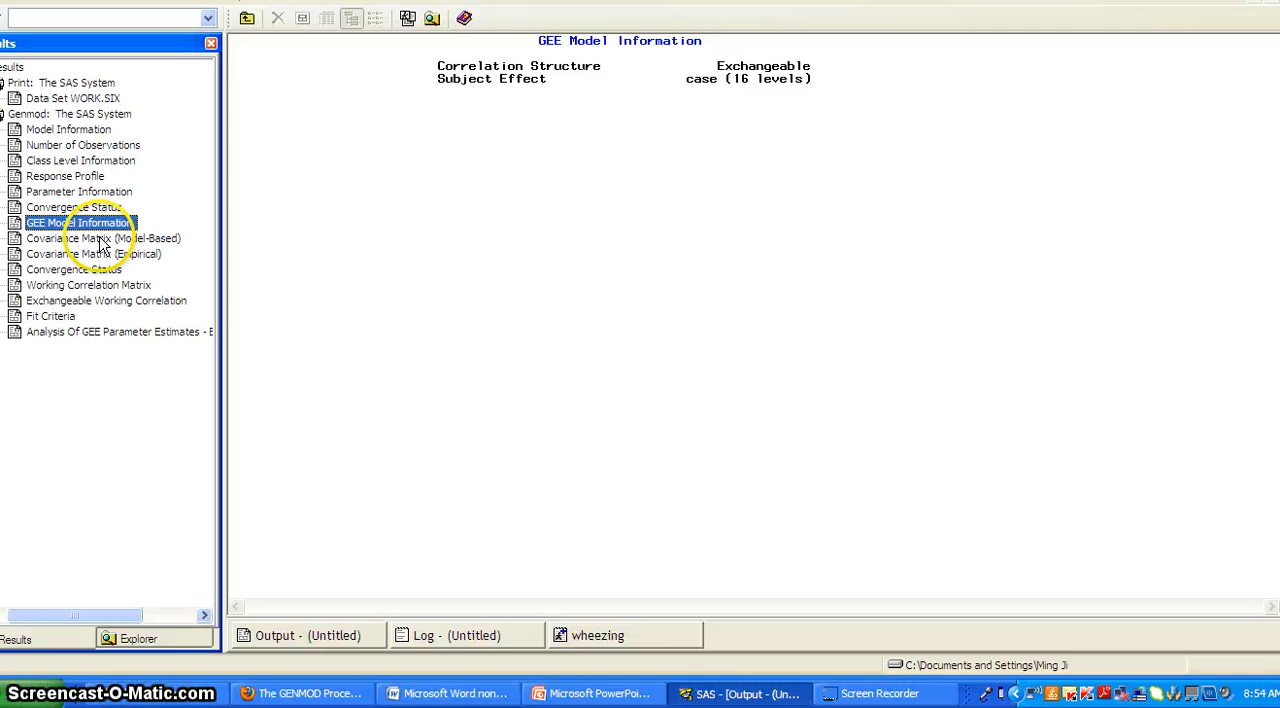 ults
GEE Model Information
Correlation Structure Exchangeable
Subject Effect case (16 levels)
esults
Print: The SAS System
Data Set WORK.SIX
Genmod: The SAS System
Model Information
Number of Observations
Class Level Information
Response Profile
Parameter Information
Convergence Status
GEE Model Information
Covariance Matrix (Model-Based)
Covariance Matrix (Empirical)
Convergence Status
Working Correlation Matrix
Exchangeable Working Correlation
Fit Criteria
Analysis Of GEE Parameter Estimates - E
Results
Explorer
Output - (Untitled)
Log - (Untitled)
wheezing
C:\Documents and Settings\Ming Ji
Screencast-O-Matic.com
The GENMOD Proce...
Microsoft Word non...
Microsoft PowerPoi...
SAS - [Output - (Un...
Screen Recorder
8:54 AM